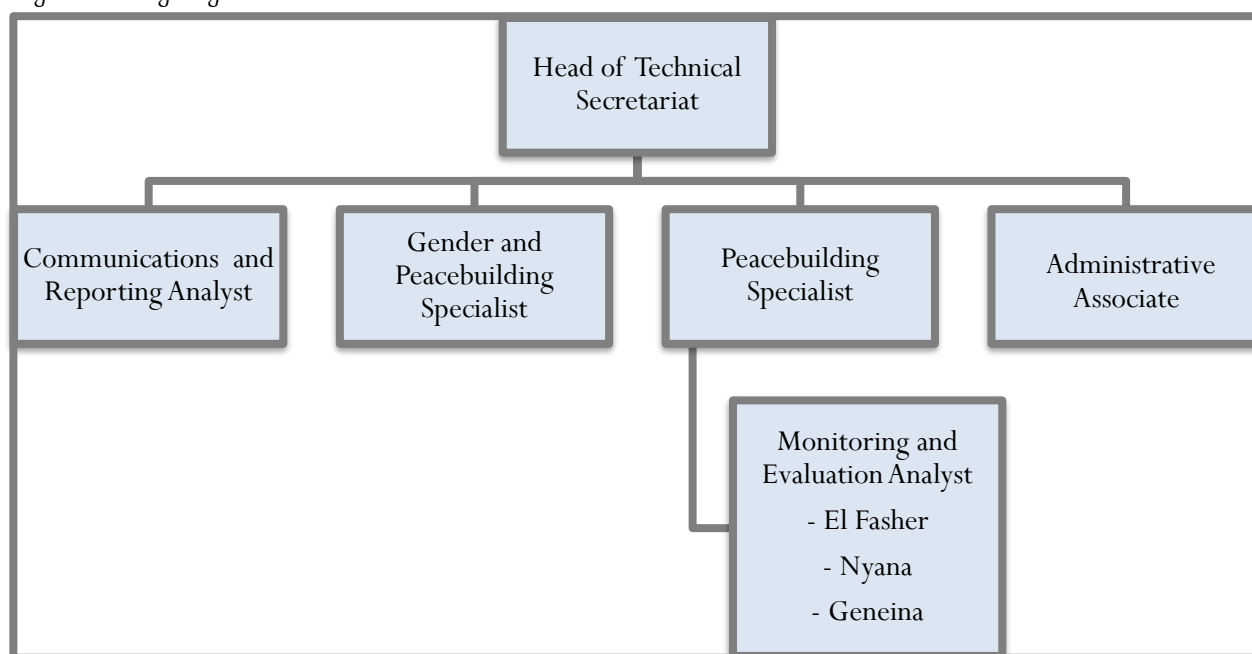 Head of Technical
Secretariat
Communications and
Reporting Analyst
Gender and
Peacebuilding
Specialist
Peacebuilding
Specialist
Administrative
Associate
Monitoring and
Evaluation Analyst
- El Fasher
- Nyana
- Geneina